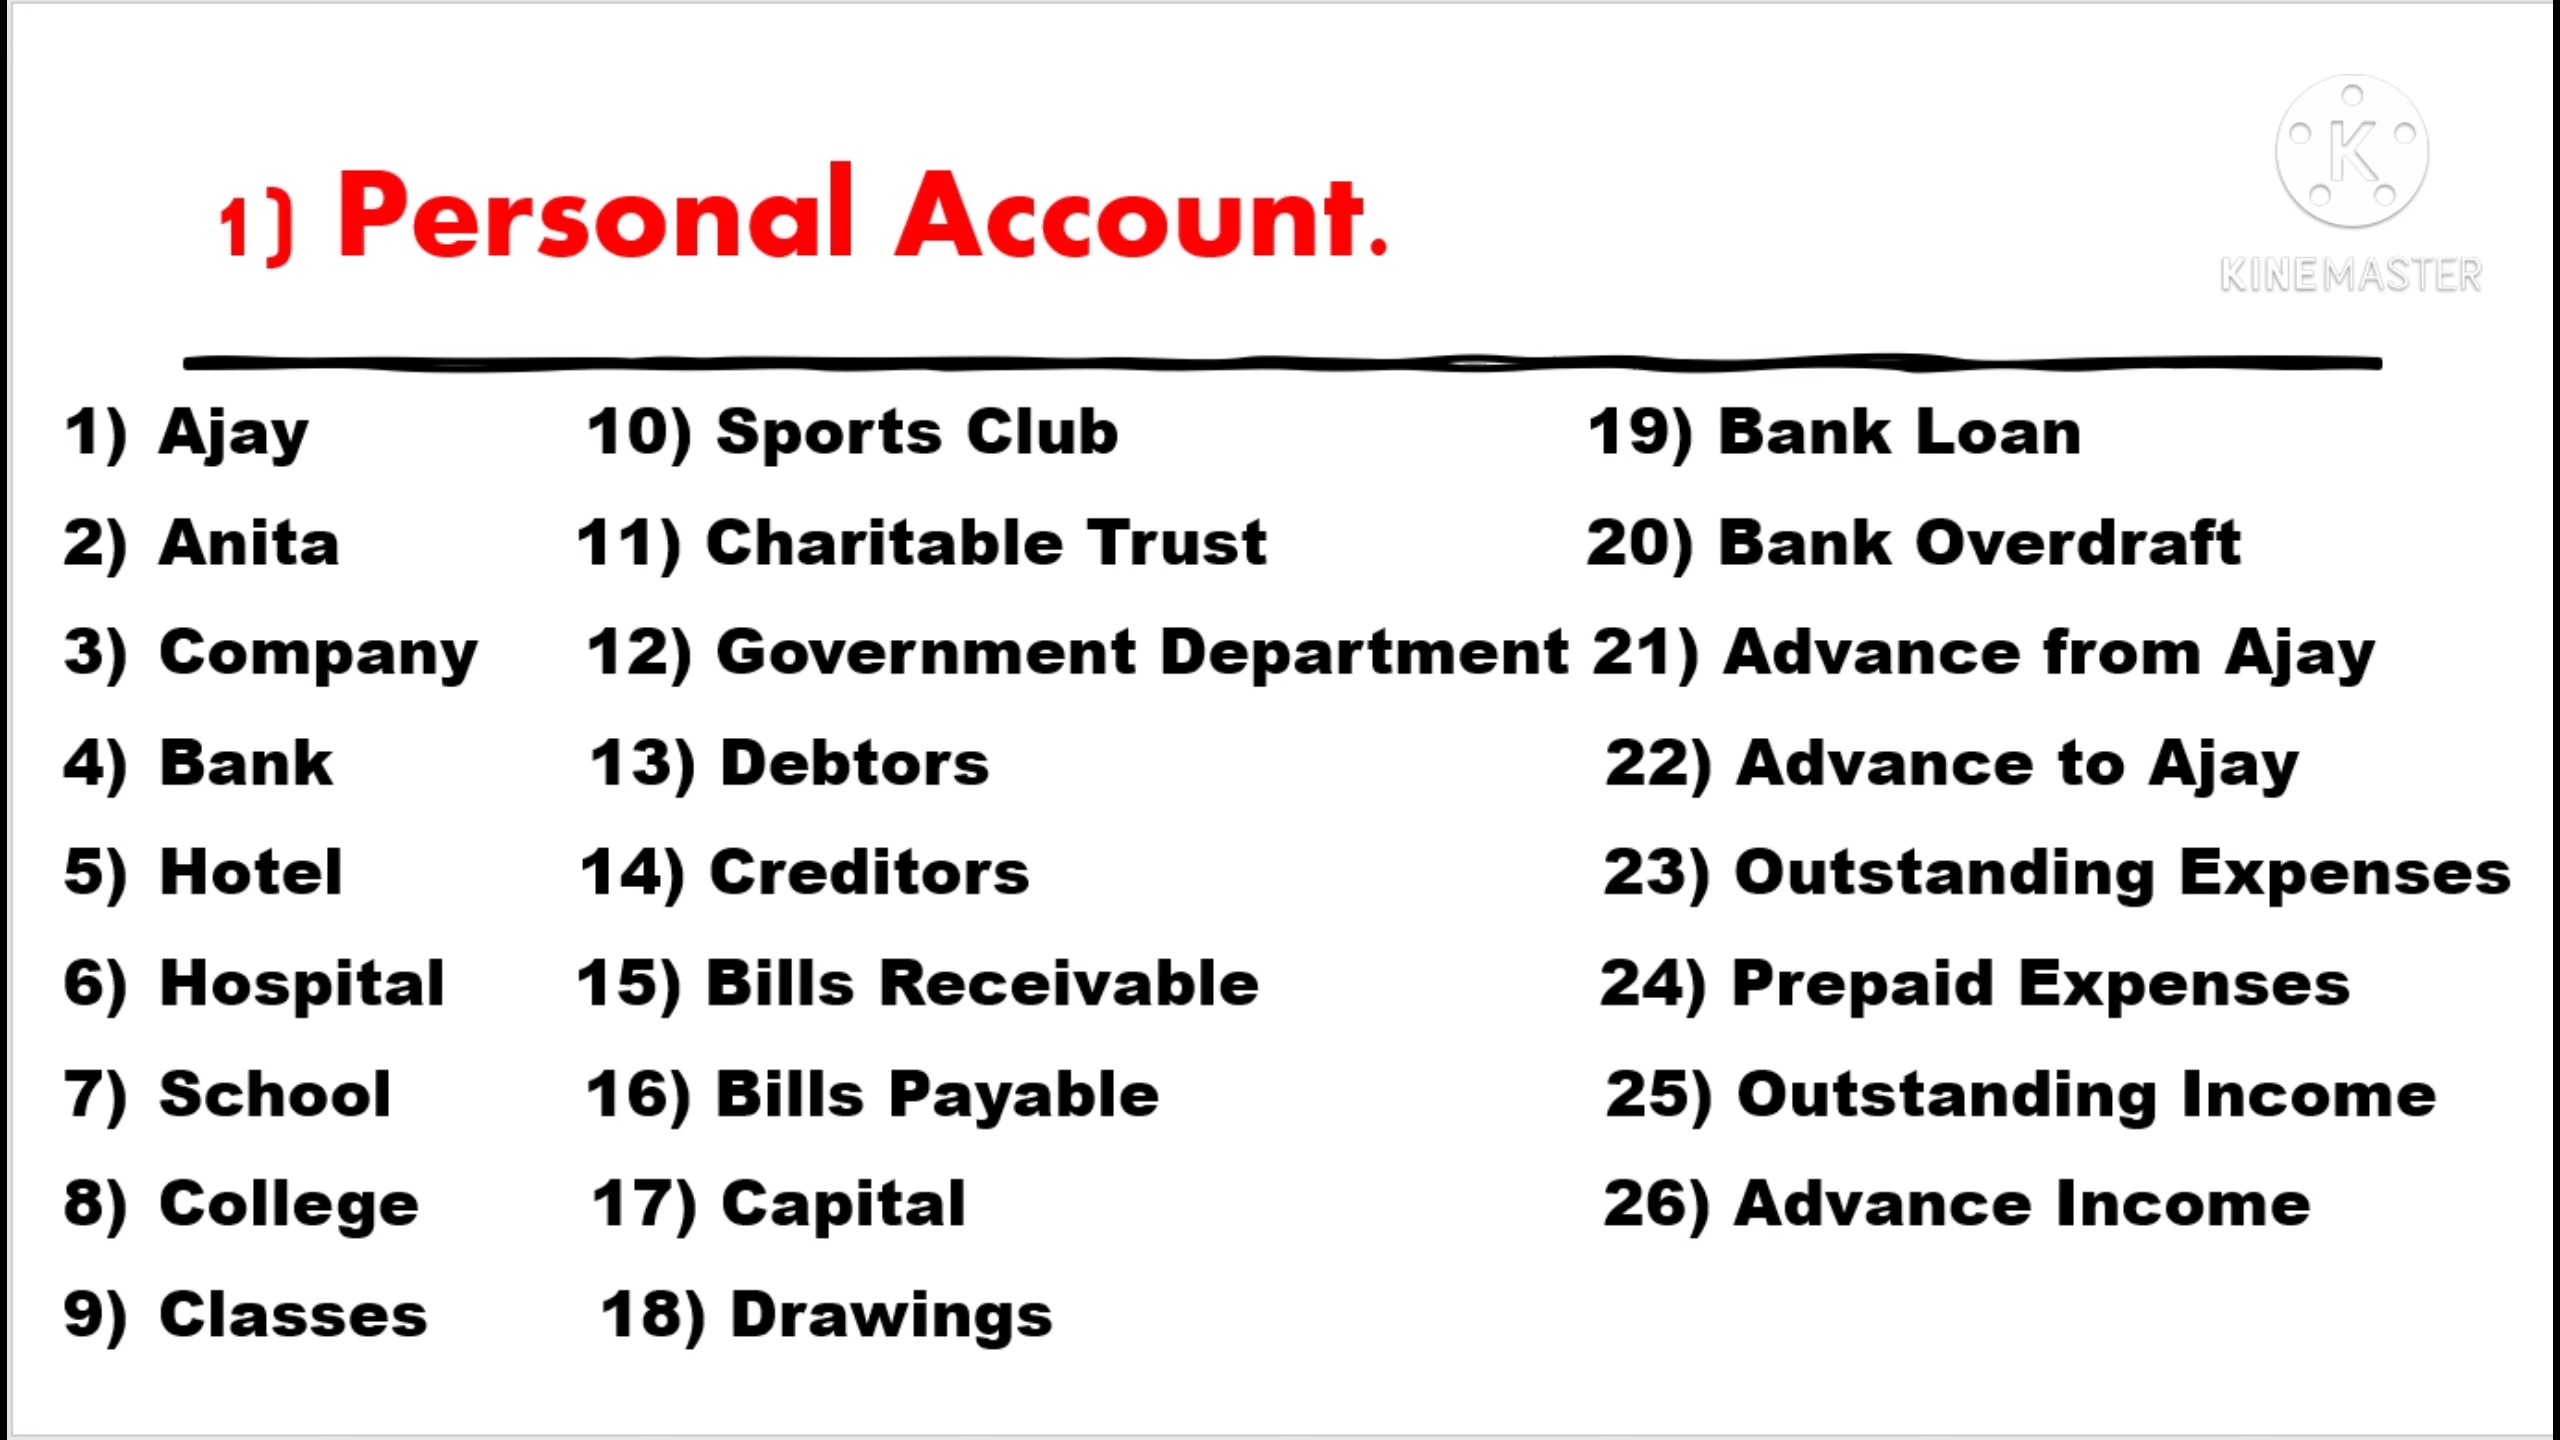 1) Personal Account.
KINEMASTER
1) Ajay
2) Anita
3) Company
4) Bank
5) Hotel
6) Hospital
7) School
8) College
9) Classes
10) Sports Club
11) Charitable Trust
12) Government Department
13) Debtors
14) Creditors
15) Bills Receivable
16) Bills Payable
17) Capital
18) Drawings
19) Bank Loan
20) Bank Overdraft
21) Advance from Ajay
22) Advance to Ajay
23) Outstanding Expenses
24) Prepaid Expenses
25) Outstanding Income
26) Advance Income